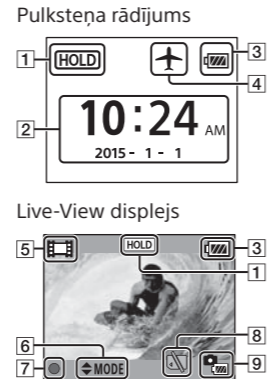 Pulksteņa rādījums
1 HOLD 3
4
2 10:24 AM
2015 - 1 - 1
Live-View displejs
5 HOLD 3
1
6 8
7 MODE 9